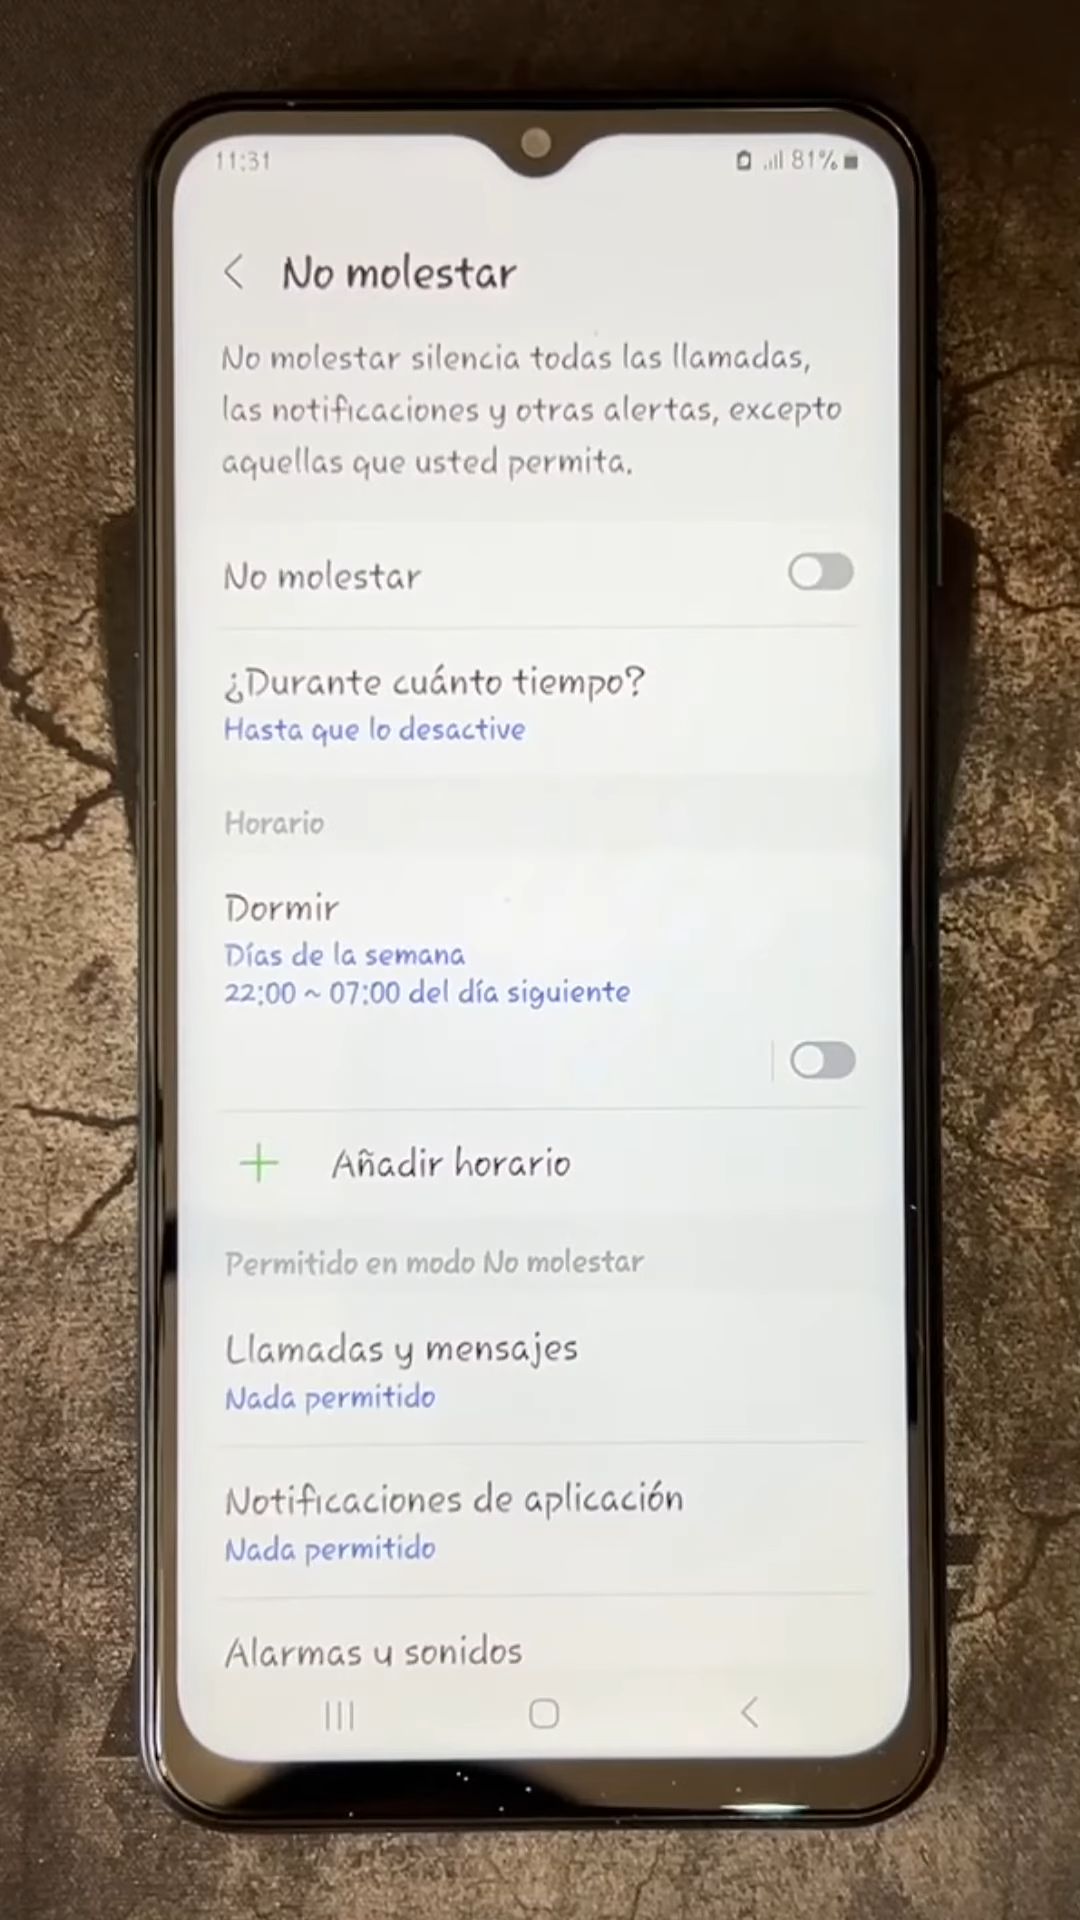 11:31
81%
No molestar
No molestar silencia todas las llamadas,
las notificaciones y otras alertas, excepto
aquellas que usted permita.
No molestar
¿Durante cuánto tiempo?
Hasta que lo desactive
Horario
Dormir
Días de la semana
22:00 ~ 07:00 del día siguiente
Añadir horario
Permitido en modo No molestar
Llamadas y mensajes
Nada permitido
Notificaciones de aplicación
Nada permitido
Alarmas y sonidos